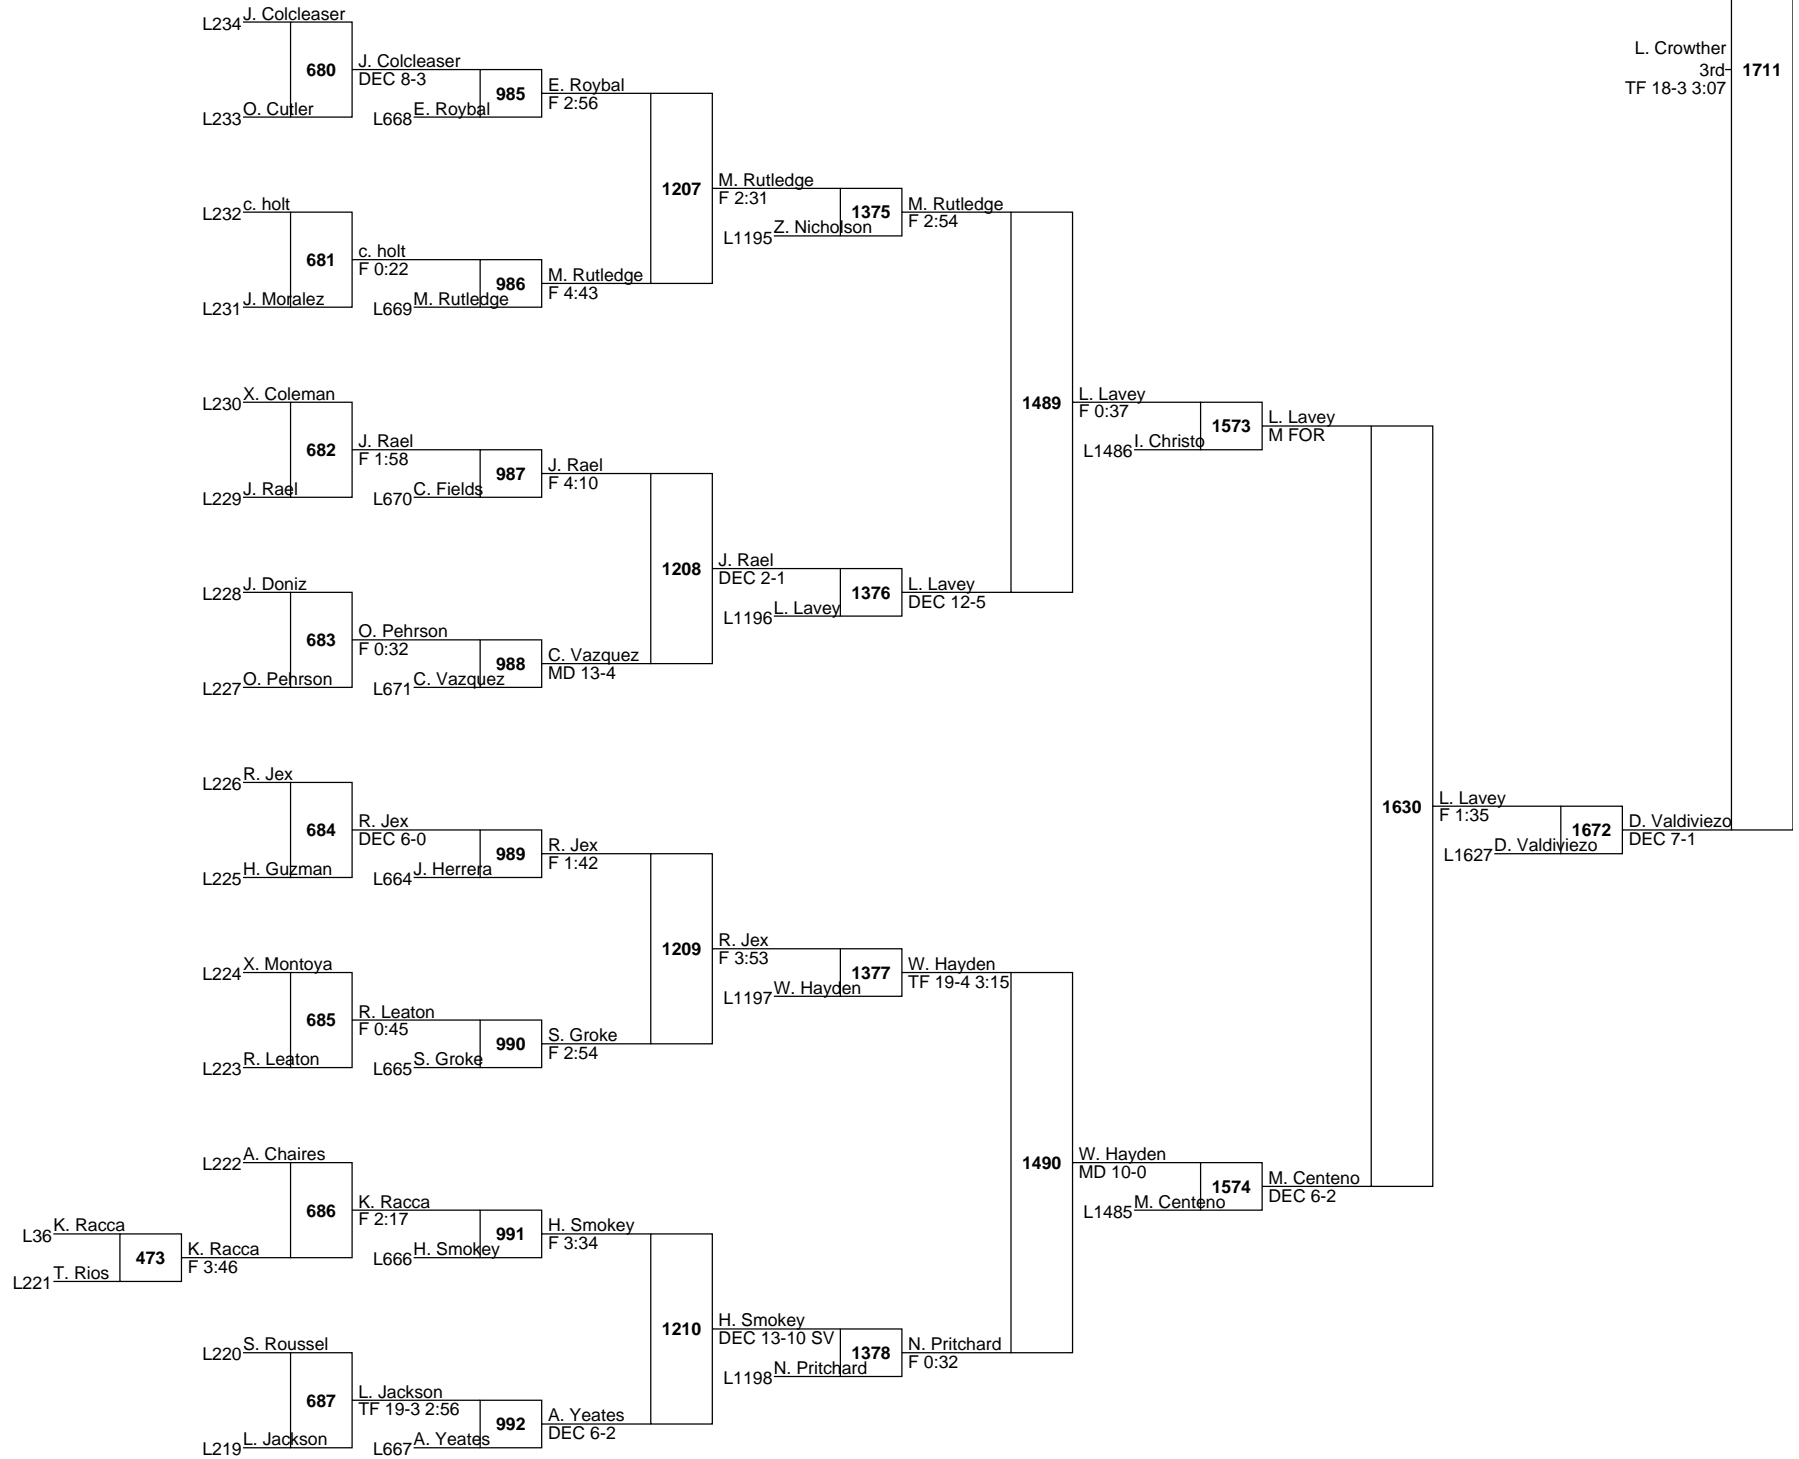 L234 J. Colcleaser
680
L233 O. Cutler
J. Colcleaser
DEC 8-3
985
L668 E. Roybal
E. Roybal
F 2:56
L232 c. holt
681
L231 J. Moralez
c. holt
F 0:22
986
L669 M. Rutledge
M. Rutledge
F 4:43
1207
M. Rutledge
F 2:31
1375
L1195 Z. Nicholson
M. Rutledge
F 2:54
L230 X. Coleman
682
L229 J. Rael
J. Rael
F 1:58
987
L670 C. Fields
J. Rael
F 4:10
L228 J. Doniz
683
L227 O. Pehrson
O. Pehrson
F 0:32
988
L671 C. Vazquez
C. Vazquez
MD 13-4
1208
J. Rael
DEC 2-1
1376
L1196 L. Lavey
L. Lavey
DEC 12-5
1489
L. Lavey
F 0:37
1573
L1486 I. Christo
L. Lavey
M FOR
L226 R. Jex
684
L225 H. Guzman
R. Jex
DEC 6-0
989
L664 J. Herrera
R. Jex
F 1:42
L224 X. Montoya
685
L223 R. Leaton
R. Leaton
F 0:45
990
L665 S. Groke
S. Groke
F 2:54
1209
R. Jex
F 3:53
1377
L1197 W. Hayden
W. Hayden
TF 19-4 3:15
L222 A. Chaires
686
L36 K. Racca
473
L221 T. Rios
K. Racca
F 3:46
K. Racca
F 2:17
991
L666 H. Smokey
H. Smokey
F 3:34
L220 S. Roussel
687
L219 L. Jackson
L. Jackson
TF 19-3 2:56
992
L667 A. Yeates
A. Yeates
DEC 6-2
1210
H. Smokey
DEC 13-10 SV
1378
L1198 N. Pritchard
N. Pritchard
F 0:32
1490
W. Hayden
MD 10-0
1574
L1485 M. Centeno
M. Centeno
DEC 6-2
1630
L. Lavey
F 1:35
1672
L1627 D. Valdiviezo
D. Valdiviezo
DEC 7-1
L. Crowther
3rd
TF 18-3 3:07
1711